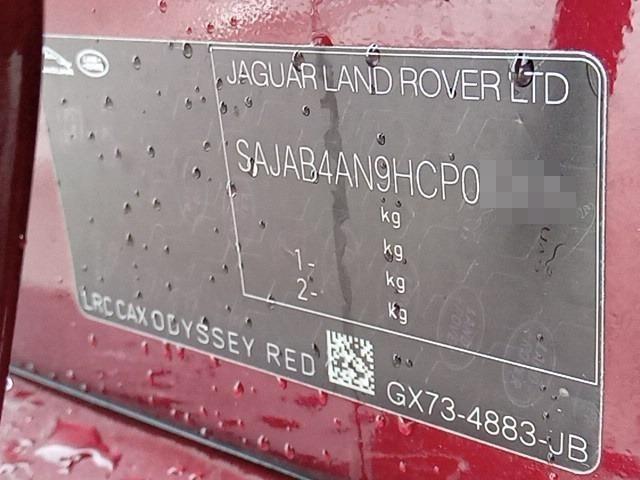 JAGUAR LAND ROVER LTD
SAJAB4AN9HCP0
kg
kg
1- kg
2- kg
LRC CAX ODYSSEY RED
GX73-4883-JB